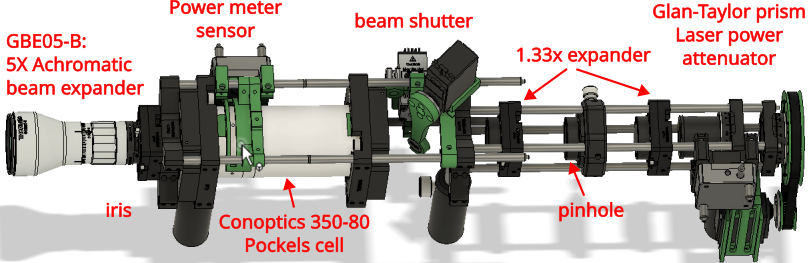 Power meter
sensor
beam shutter
Glan-Taylor prism
Laser power
attenuator
GBE05-B:
5X Achromatic
beam expander
1.33x expander
iris
Conoptics 350-80
Pockels cell
pinhole